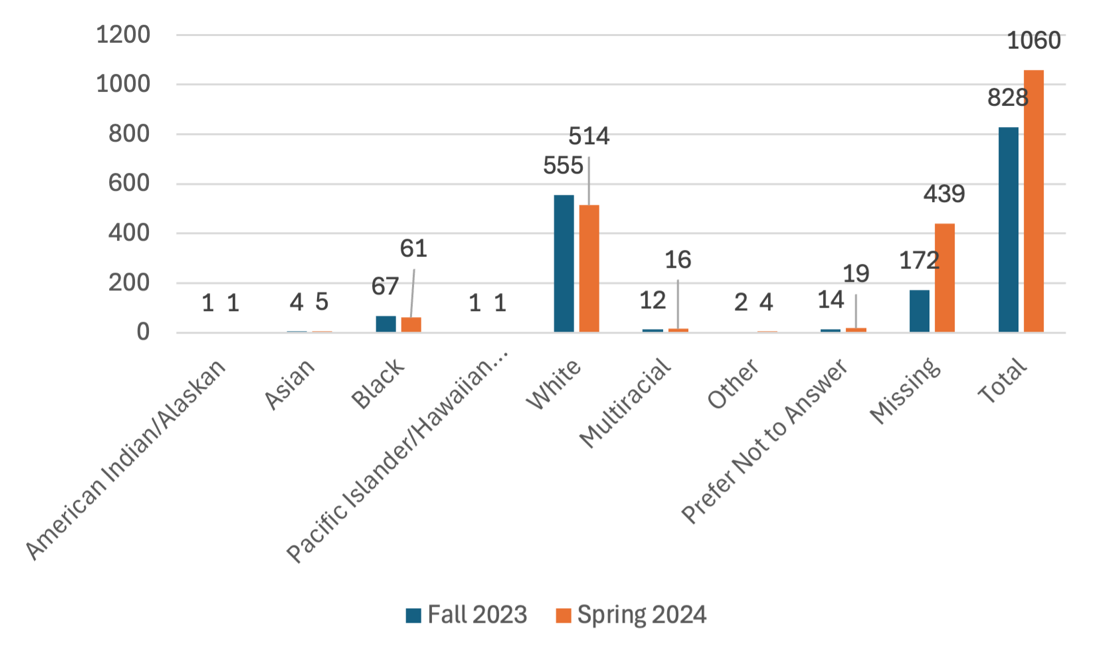 1200
1000
800
600
400
200
0
1 1
4 5
67 61
1 1
555 514
12 16
2 4
14 19
172 439
828 1060
American Indian/Alaskan
Asian
Black
Pacific Islander/Hawaiian...
White
Multiracial
Other
Prefer Not to Answer
Missing
Total
Fall 2023 Spring 2024